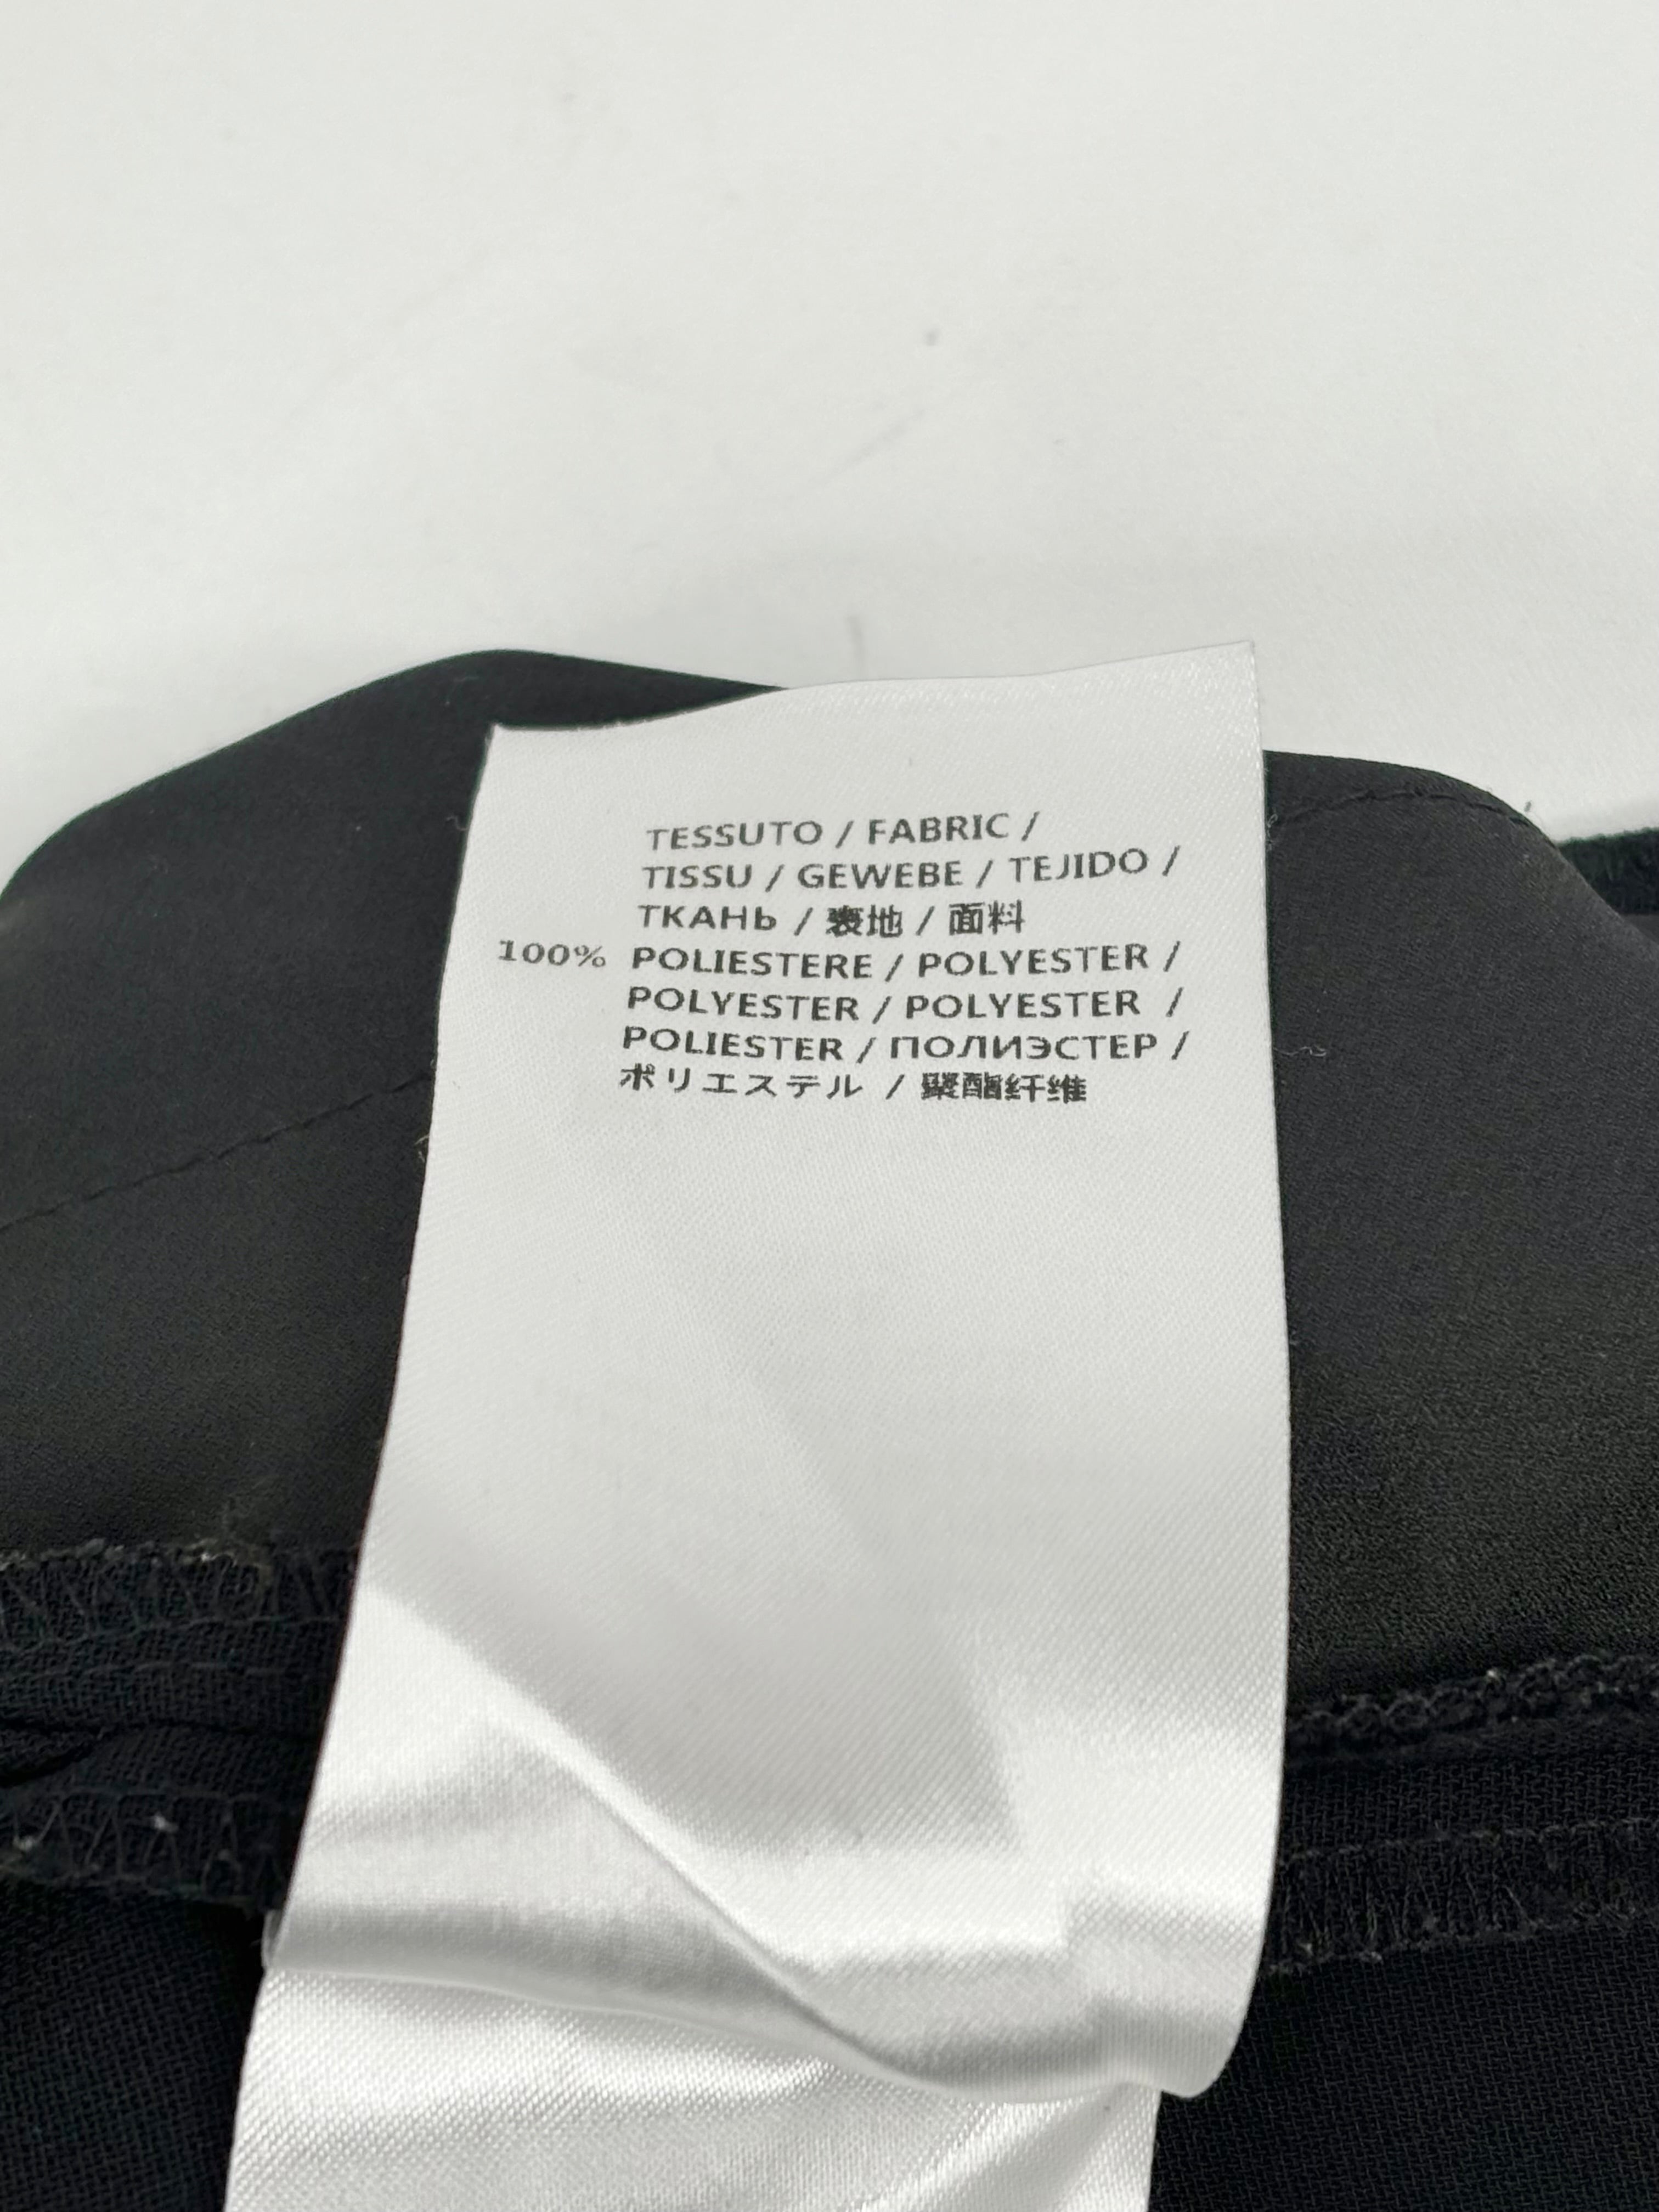 TESSUTO / FABRIC /
TISSU / GEWEBE / TEJIDO /
ТКАНЬ / 表地 / 面料
100% POLIESTERE / POLYESTER /
POLYESTER / POLYESTER /
POLIESTER / ПОЛИЭСТЕР /
ポリエステル / 聚酯纤维